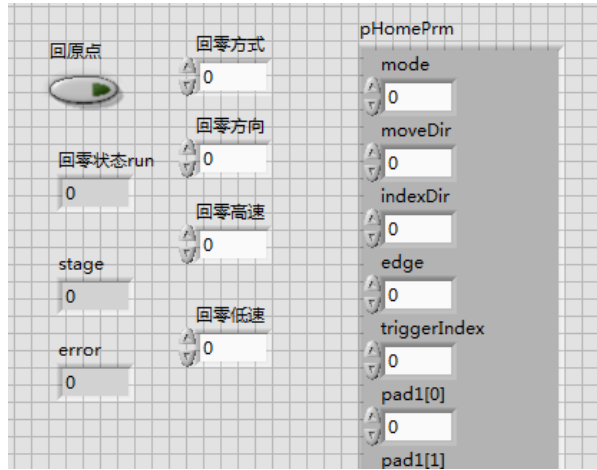 回原点
回零状态run
0
stage
0
error
0
回零方式
0
回零方向
0
回零高速
0
回零低速
0
pHomePrm
mode
0
moveDir
0
indexDir
0
edge
0
triggerIndex
0
pad1[0]
0
pad1[1]